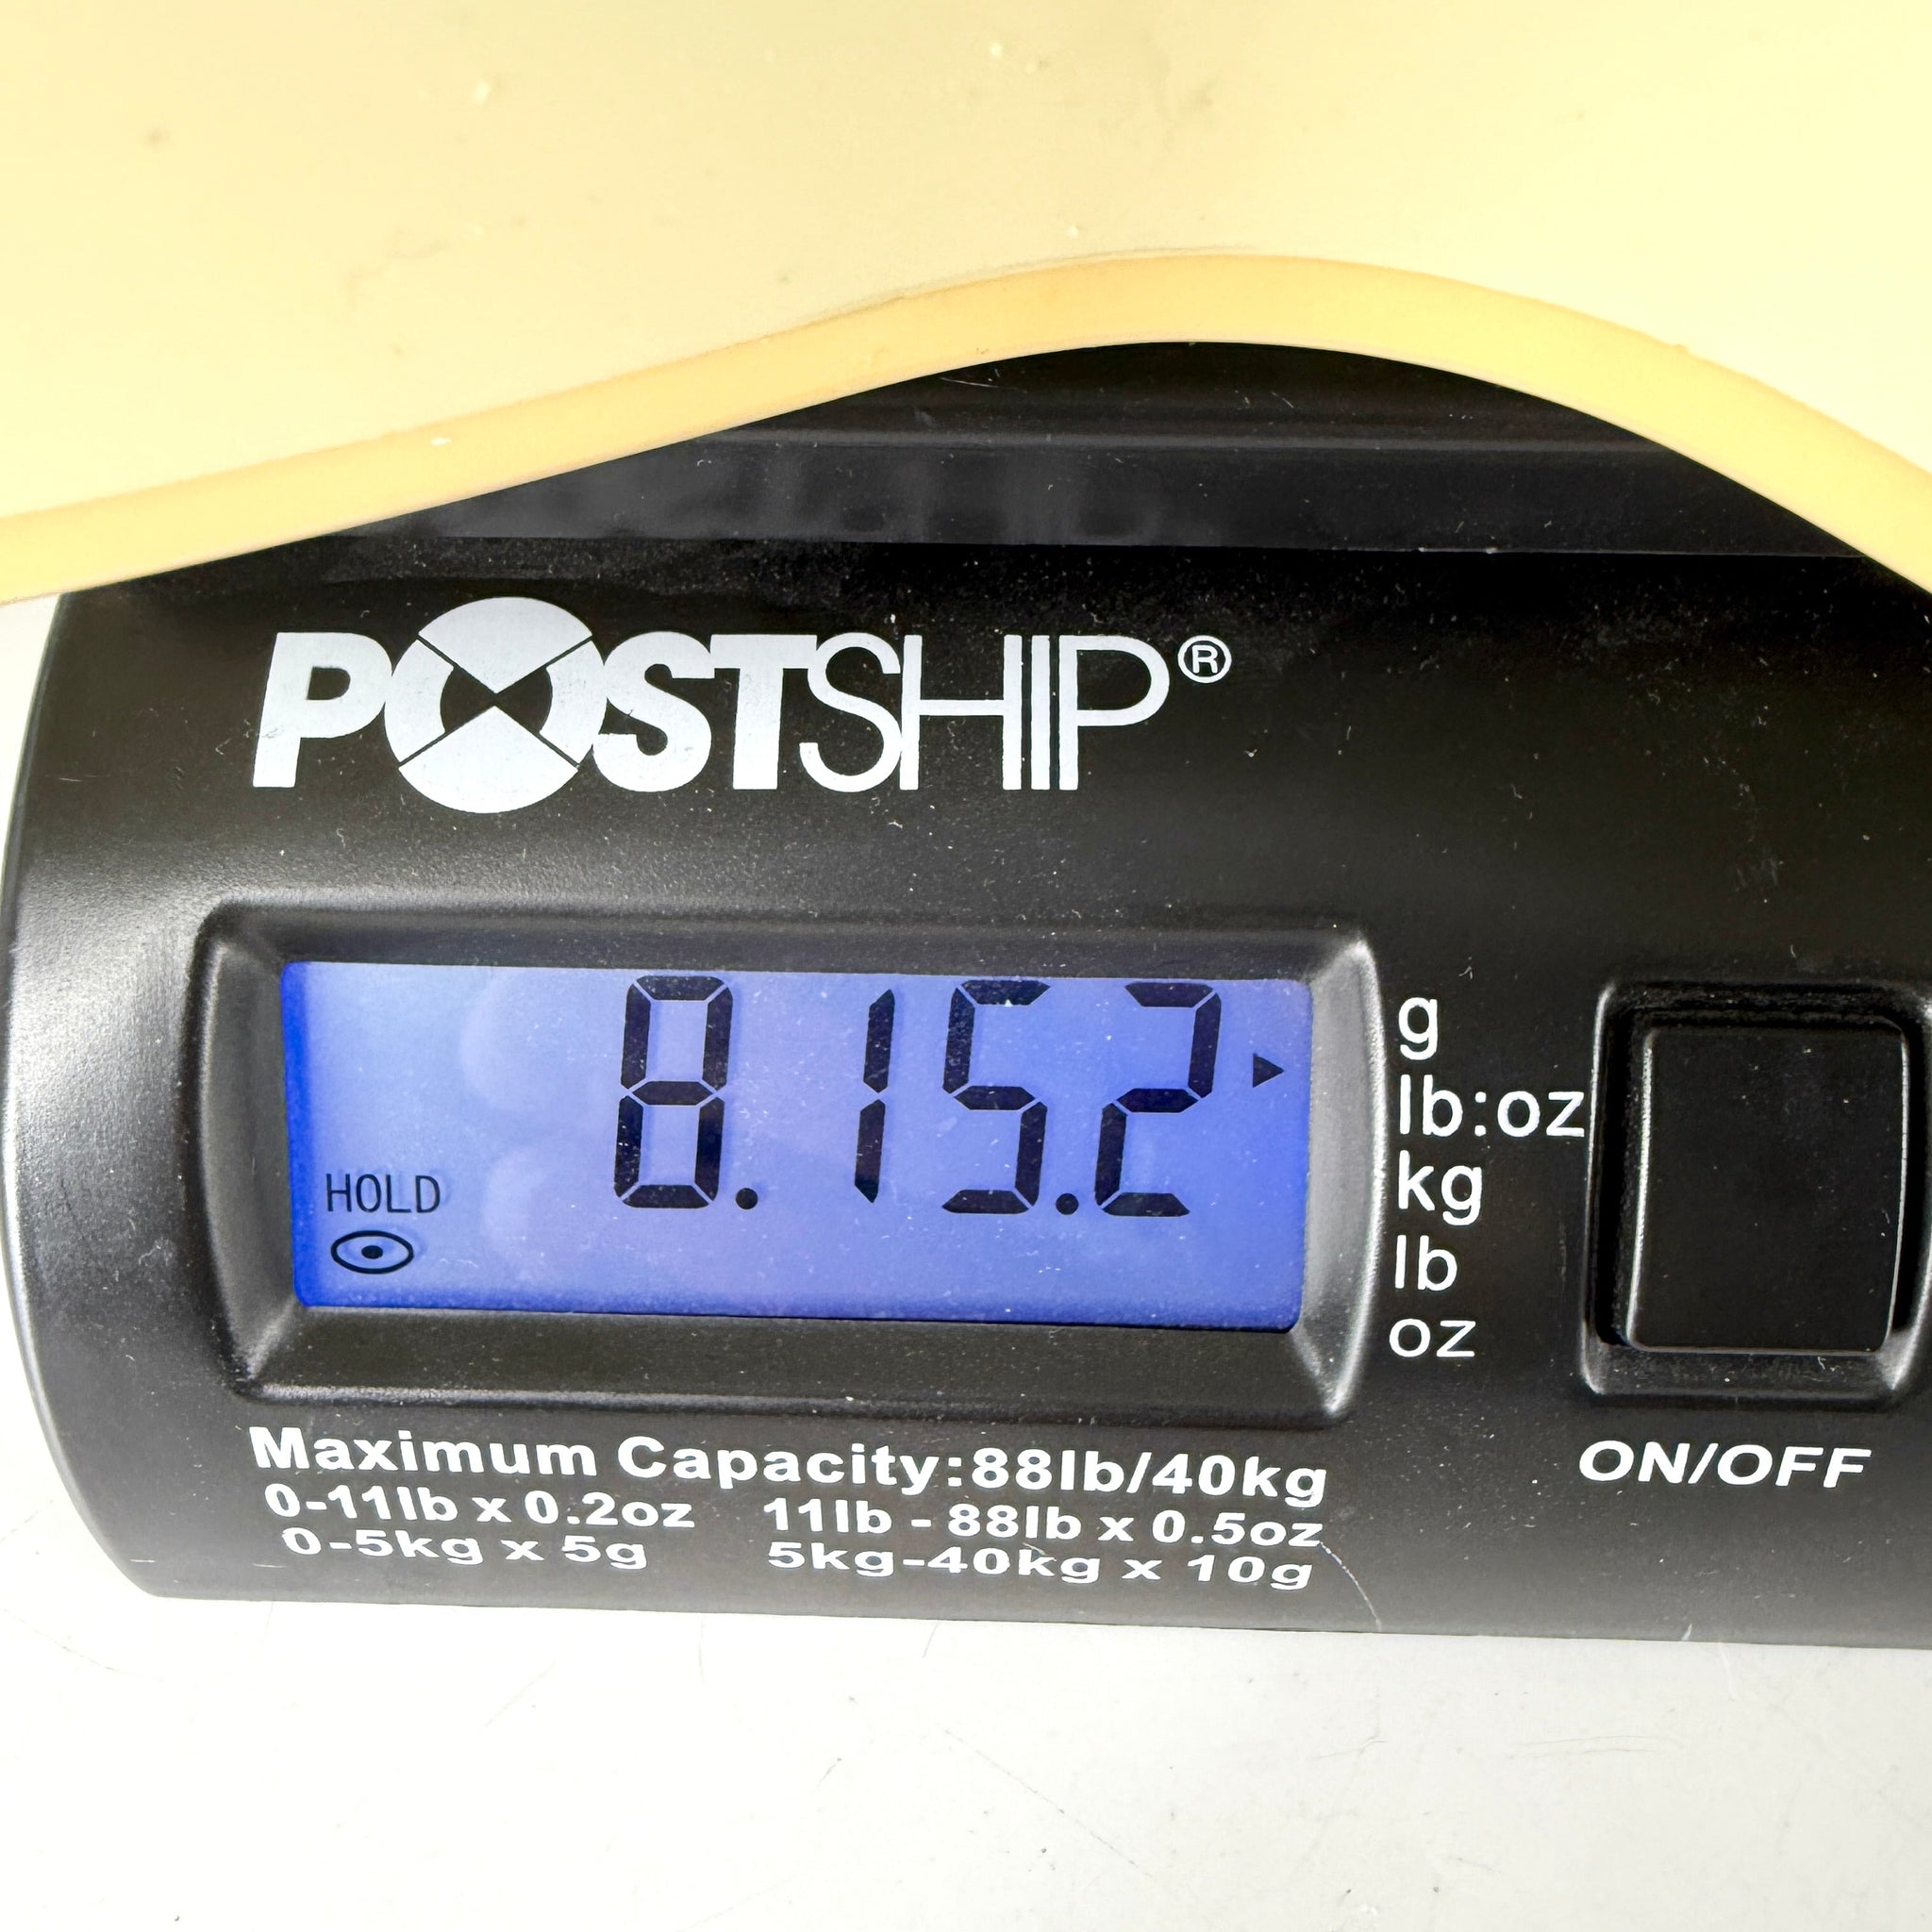 POSTSHIP®
8.15.2
HOLD
g
lb:oz
kg
lb
oz
Maximum Capacity:88lb/40kg
0-11lb x 0.2oz 11lb - 88lb x 0.5oz
0-5kg x 5g 5kg-40kg x 10g
ON/OFF